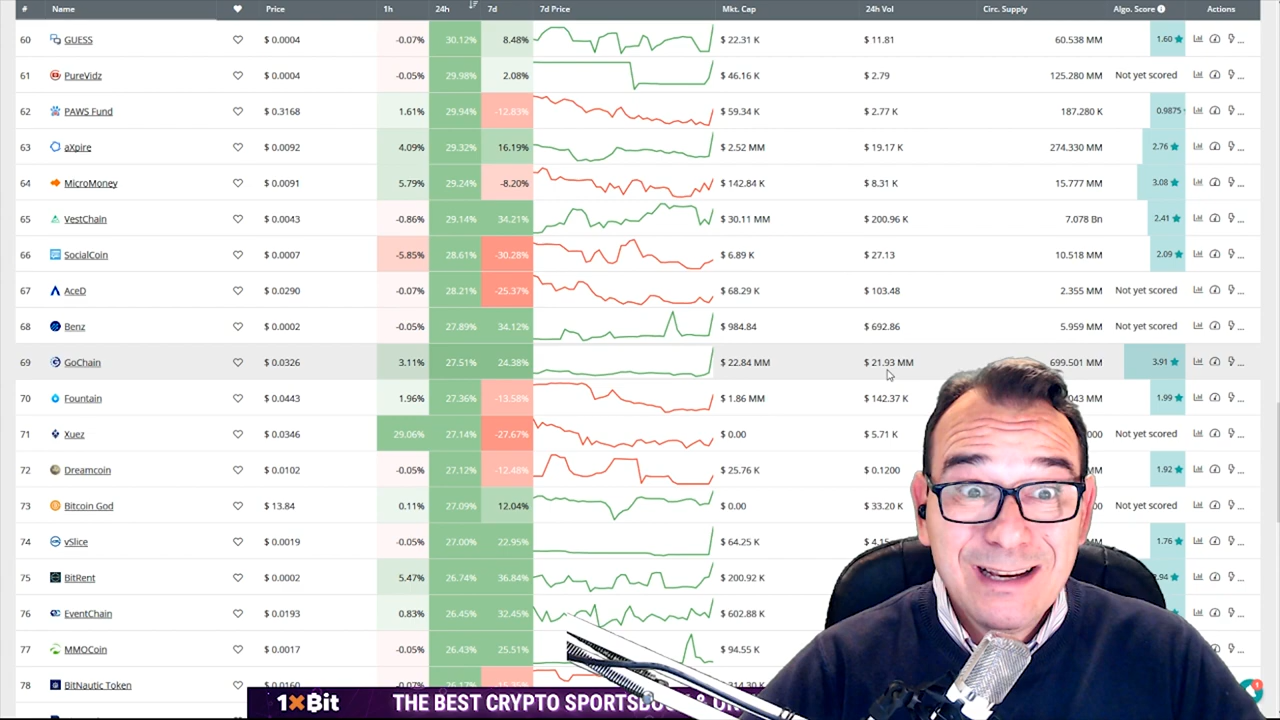 # Name Price 1h 24h 7d 7d Price Mkt. Cap 24h Vol Circ. Supply Algo. Score Actions
60 GUESS $ 0.0004 -0.07% 30.12% 8.48% $ 22.31 K $ 11.81 60.538 MM 1.60
61 PureVidz $ 0.0004 -0.05% 29.98% 2.08% $ 46.16 K $ 2.79 125.280 MM Not yet scored
62 PAWS Fund $ 0.3168 1.61% 29.94% -12.83% $ 59.34 K $ 2.77 K 187.280 K 0.9875
63 aXpire $ 0.0092 4.09% 29.32% 16.19% $ 2.52 MM $ 19.17 K 274.330 MM 2.76
64 MicroMoney $ 0.0091 5.79% 29.24% -8.20% $ 142.84 K $ 8.31 K 15.777 MM 3.08
65 VestChain $ 0.0043 -0.86% 29.14% 34.21% $ 30.11 MM $ 200.96 K 7.078 Bn 2.41
66 SocialCoin $ 0.0007 -5.85% 28.61% -30.28% $ 6.89 K $ 27.13 10.518 MM 2.09
67 AceD $ 0.0290 -0.07% 28.21% -25.37% $ 68.29 K $ 103.48 2.355 MM Not yet scored
68 Benz $ 0.0002 -0.05% 27.89% 34.12% $ 984.84 $ 692.86 5.959 MM Not yet scored
69 GoChain $ 0.0326 3.11% 27.51% 24.38% $ 22.84 MM $ 21.93 MM 699.501 MM 3.91
70 Fountain $ 0.0443 1.96% 27.36% -13.58% $ 1.86 MM $ 142.37 K 043 MM 1.99
71 Xuez $ 0.0346 29.06% 27.14% -27.67% $ 0.00 $ 5.71 K 000 Not yet scored
72 Dreamcoin $ 0.0102 -0.05% 27.12% -12.48% $ 25.76 K $ 0.1200 MM 1.92
73 Bitcoin God $ 13.84 0.11% 27.09% 12.04% $ 0.00 $ 33.20 K 00 Not yet scored
74 vSlice $ 0.0019 -0.05% 27.00% 22.95% $ 64.25 K $ 4.15 1.76
75 BitRent $ 0.0002 5.47% 26.74% 36.84% $ 200.92 K .94
76 EventChain $ 0.0193 0.83% 26.45% 32.45% $ 602.88 K
77 MMOCoin $ 0.0017 -0.05% 26.43% 25.51% $ 94.55 K
78 BitNautic Token $ 0.0160
1×Bit THE BEST CRYPTO SPORTSBOO